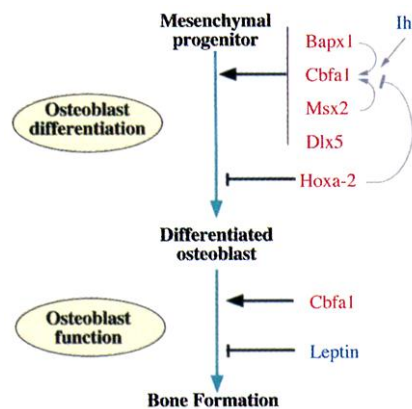 Mesenchymal
progenitor
Ih
Bapx1
Cbfa1
Msx2
Dlx5
Osteoblast
differentiation
Hoxa-2
Differentiated
osteoblast
Cbfa1
Osteoblast
function
Leptin
Bone Formation